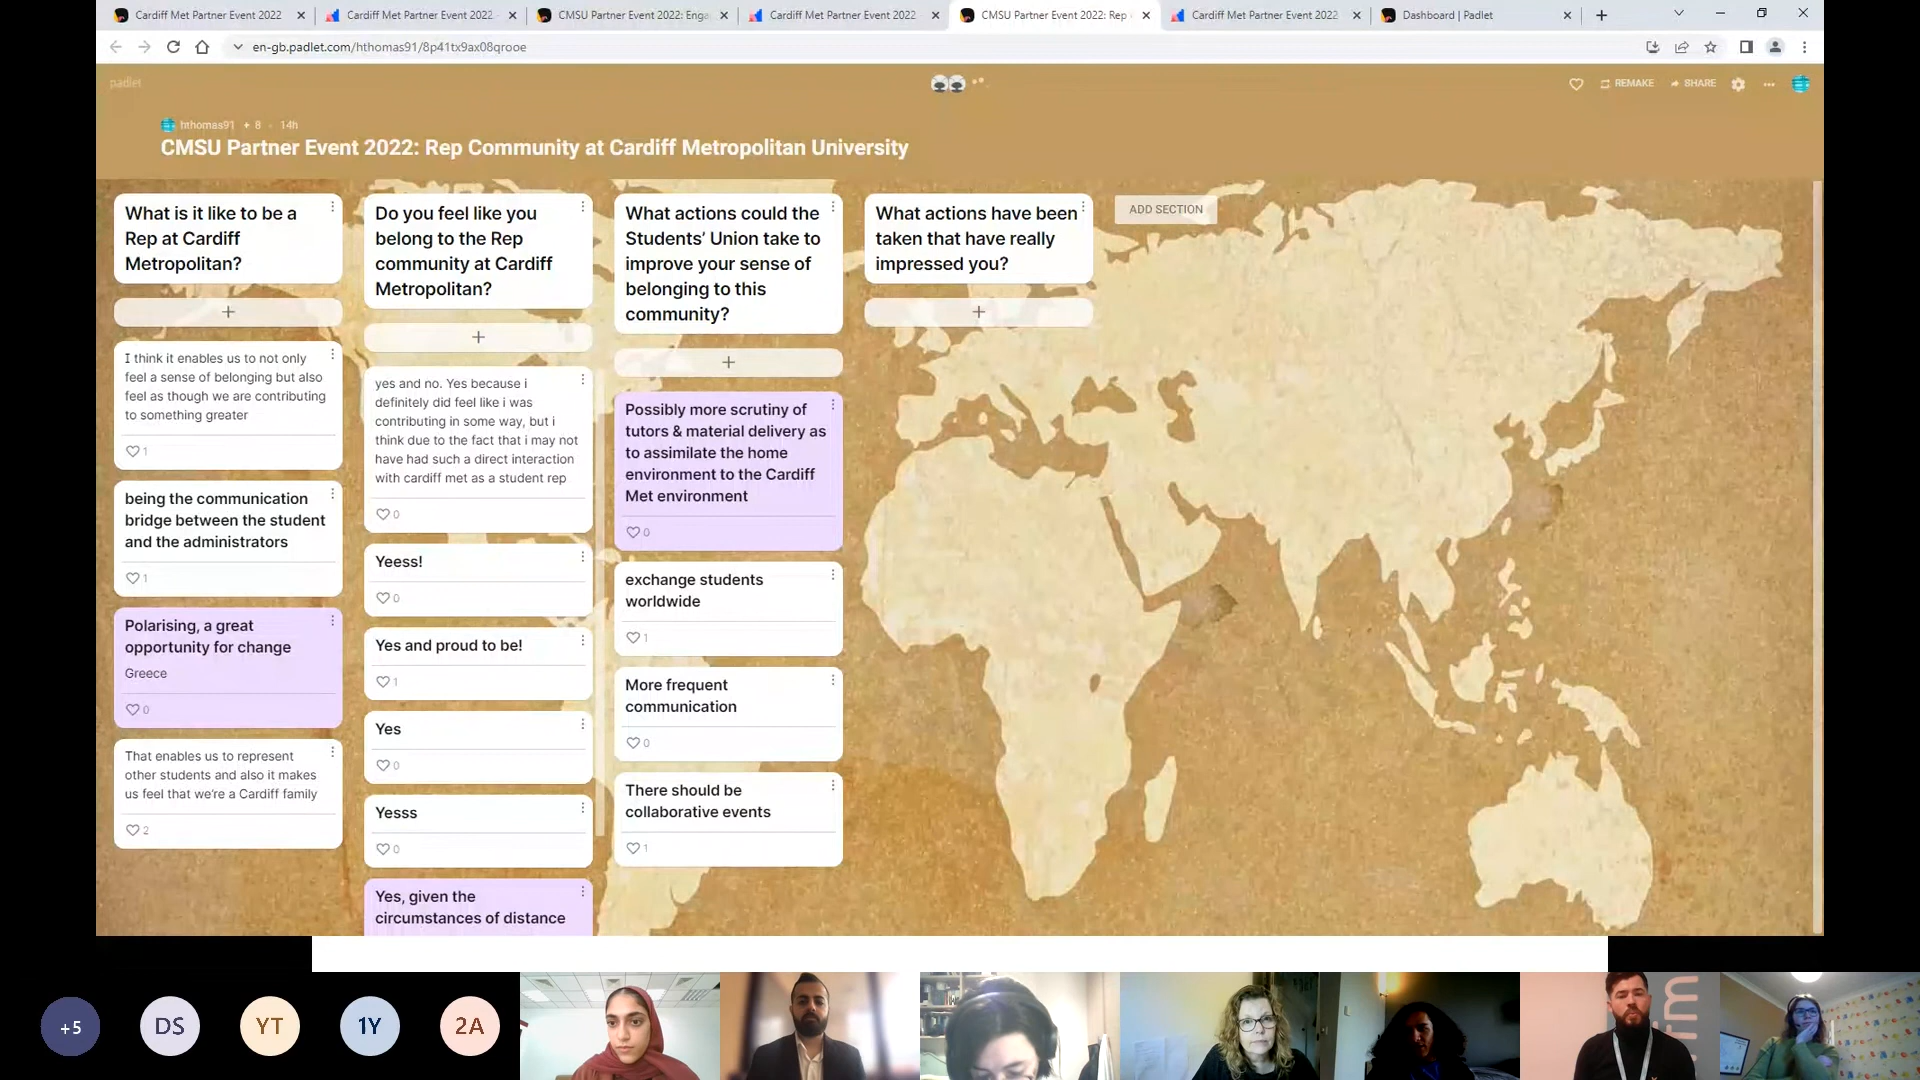 Cardiff Met Partner Event 2022
Cardiff Met Partner Event 2022 -
CMSU Partner Event 2022: Enga
Cardiff Met Partner Event 2022
CMSU Partner Event 2022: Rep
Cardiff Met Partner Event 2022
Dashboard | Padlet
en-gb.padlet.com/hthomas91/8p41tx9ax08qrooe
padlet
REMAKE
SHARE
hthomas91 + 8 · 14h
CMSU Partner Event 2022: Rep Community at Cardiff Metropolitan University
What is it like to be a
Rep at Cardiff
Metropolitan?
+
I think it enables us to not only
feel a sense of belonging but also
feel as though we are contributing
to something greater
1
being the communication
bridge between the student
and the administrators
1
Polarising, a great
opportunity for change
Greece
0
That enables us to represent
other students and also it makes
us feel that we're a Cardiff family
2
Do you feel like you
belong to the Rep
community at Cardiff
Metropolitan?
+
yes and no. Yes because i
definitely did feel like i was
contributing in some way, but i
think due to the fact that i may not
have had such a direct interaction
with cardiff met as a student rep
0
Yeess!
0
Yes and proud to be!
1
Yes
0
Yesss
0
Yes, given the
circumstances of distance
What actions could the
Students' Union take to
improve your sense of
belonging to this
community?
+
Possibly more scrutiny of
tutors & material delivery as
to assimilate the home
environment to the Cardiff
Met environment
0
exchange students
worldwide
1
More frequent
communication
0
There should be
collaborative events
1
What actions have been
taken that have really
impressed you?
+
ADD SECTION
+5
DS
YT
1Y
2A